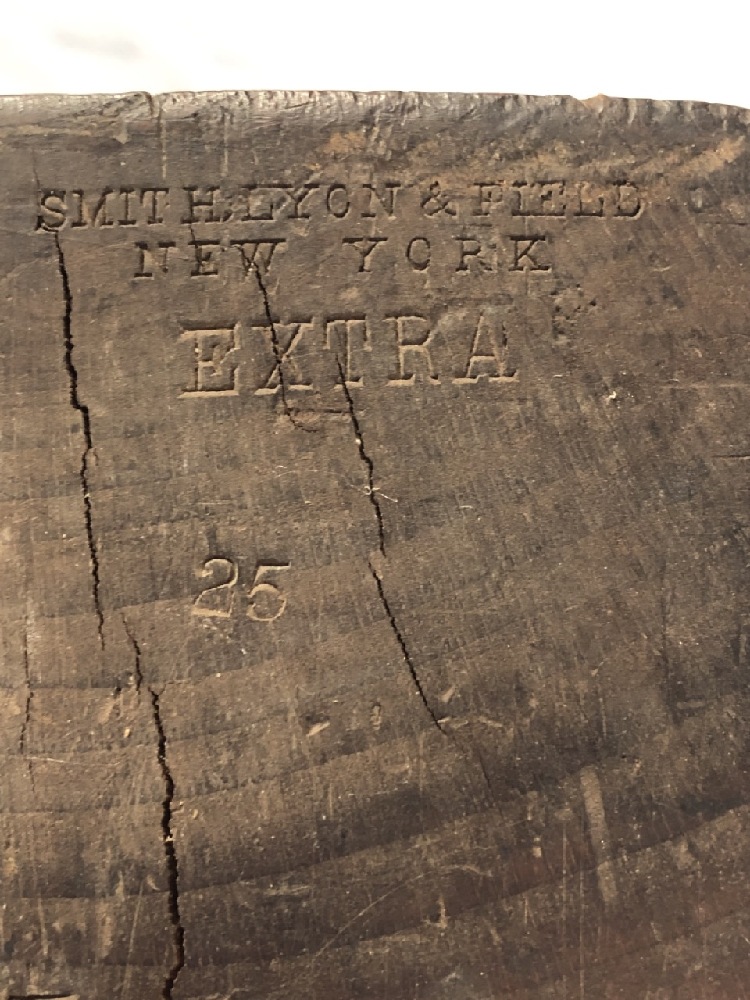 SMITH, LYON & FIELD
NEW YORK
EXTRA
25